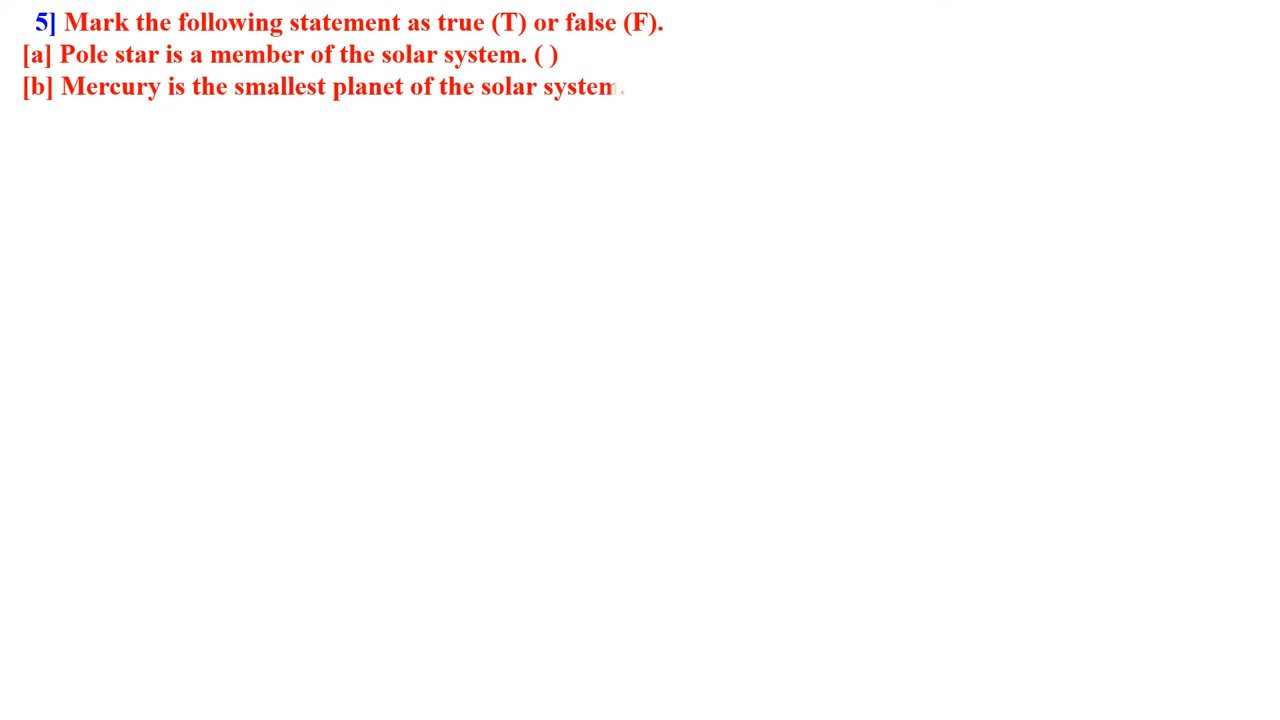 5] Mark the following statement as true (T) or false (F).
[a] Pole star is a member of the solar system. ( )
[b] Mercury is the smallest planet of the solar system.